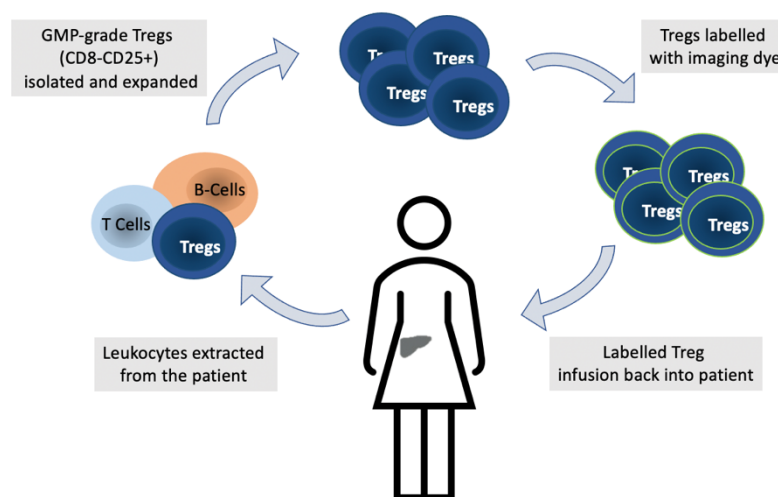 GMP-grade Tregs
(CD8-CD25+)
isolated and expanded
Tregs
Tregs
Tregs
Tregs labelled
with imaging dye
B-Cells
T Cells
Tregs
Tregs
Tregs
Tregs
Leukocytes extracted
from the patient
Labelled Treg
infusion back into patient